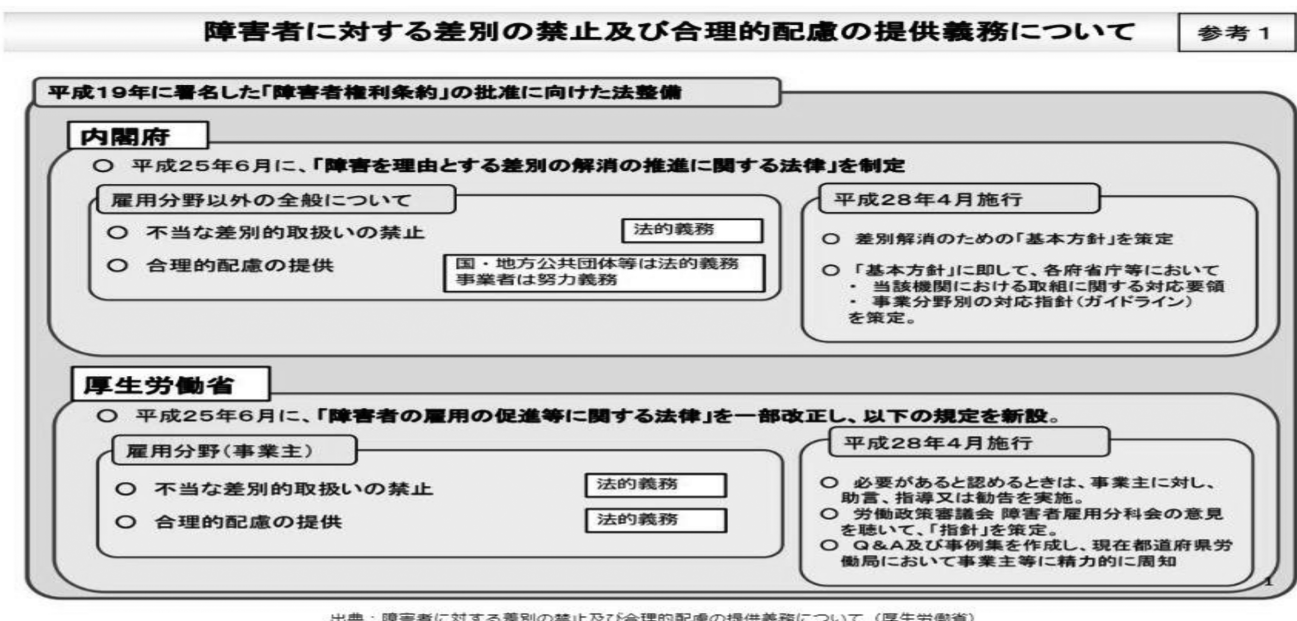 障害者に対する差別の禁止及び合理的配慮の提供義務について
参考1
平成19年に署名した「障害者権利条約」の批准に向けた法整備
内閣府
○ 平成25年6月に、「障害を理由とする差別の解消の推進に関する法律」を制定
雇用分野以外の全般について
○ 不当な差別的取扱いの禁止
法的義務
○ 合理的配慮の提供
国・地方公共団体等は法的義務
事業者は努力義務
平成28年4月施行
○ 差別解消のための「基本方針」を策定
○ 「基本方針」に即して、各府省庁等において
・ 当該機関における取組に関する対応要領
・ 事業分野別の対応指針(ガイドライン)
を策定。
厚生労働省
○ 平成25年6月に、「障害者の雇用の促進等に関する法律」を一部改正し、以下の規定を新設。
雇用分野(事業主)
○ 不当な差別的取扱いの禁止
法的義務
○ 合理的配慮の提供
法的義務
平成28年4月施行
○ 必要があると認めるときは、事業主に対し、
助言、指導又は勧告を実施。
○ 労働政策審議会 障害者雇用分科会の意見
を聴いて、「指針」を策定。
○ Q&A及び事例集を作成し、現在都道府県労
働局において事業主等に精力的に周知
1
出典:障害者に対する差別の禁止及び合理的配慮の提供義務について(厚生労働省)